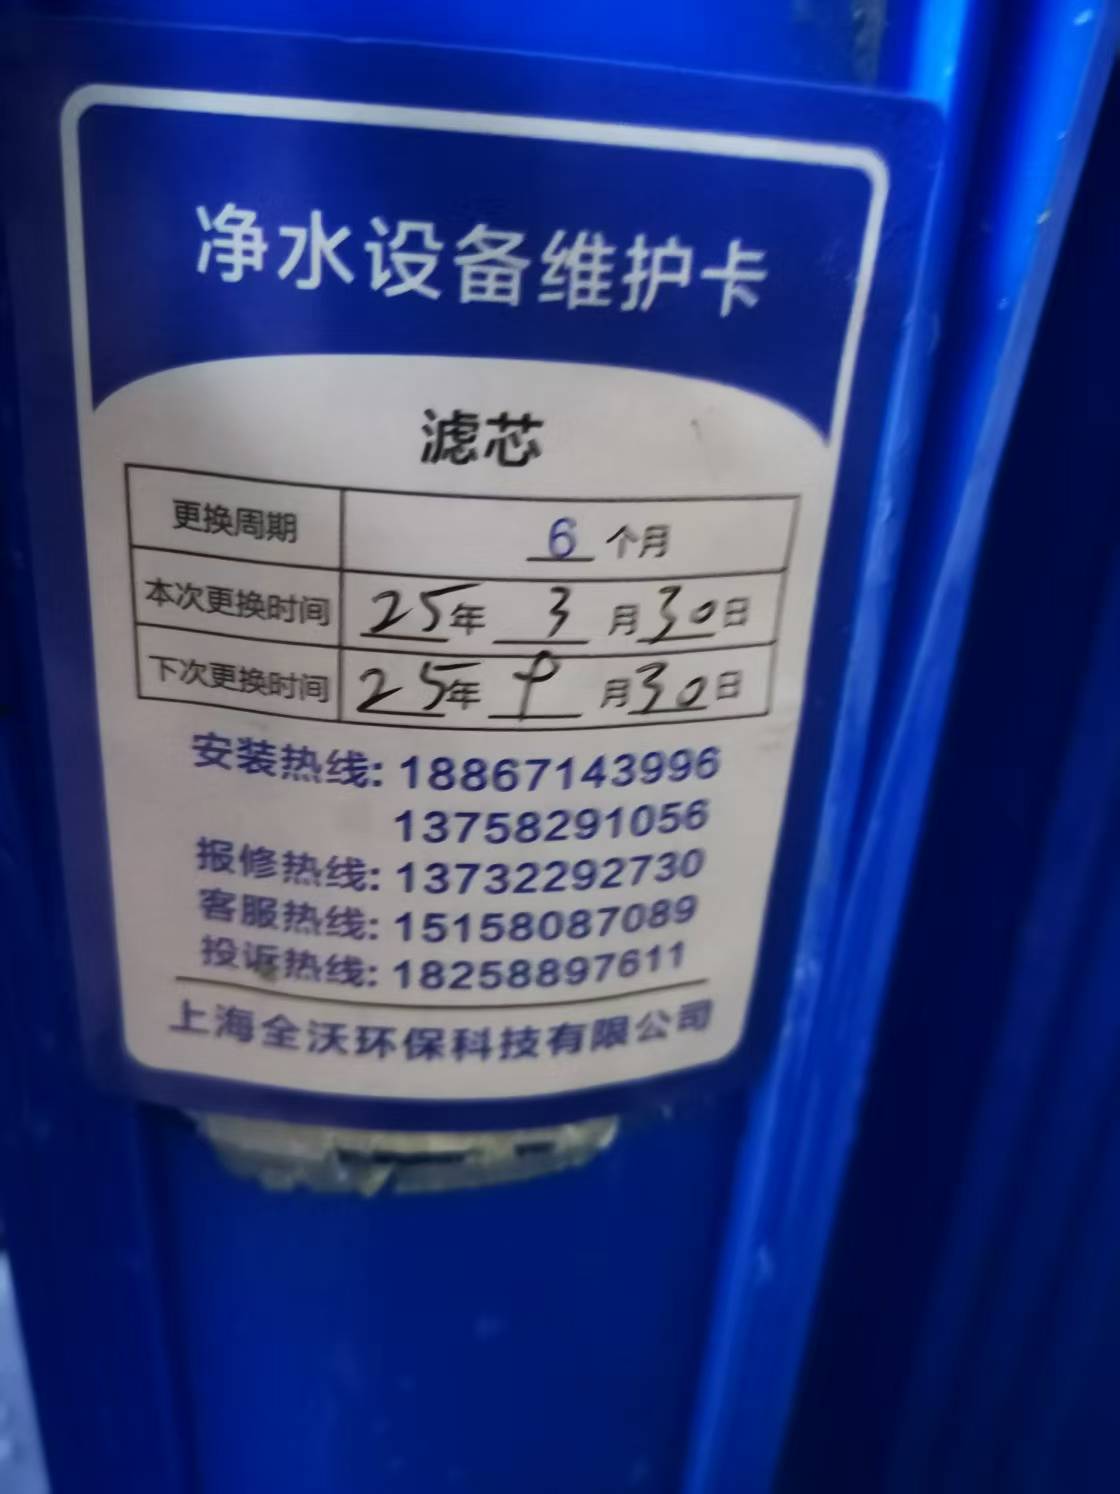 净水设备维护卡
滤芯
更换周期 6 个月
本次更换时间 25年 3 月30日
下次更换时间 25年 9 月30日
安装热线: 18867143996
13758291056
报修热线: 13732292730
客服热线: 15158087089
投诉热线: 18258897611
上海全沃环保科技有限公司